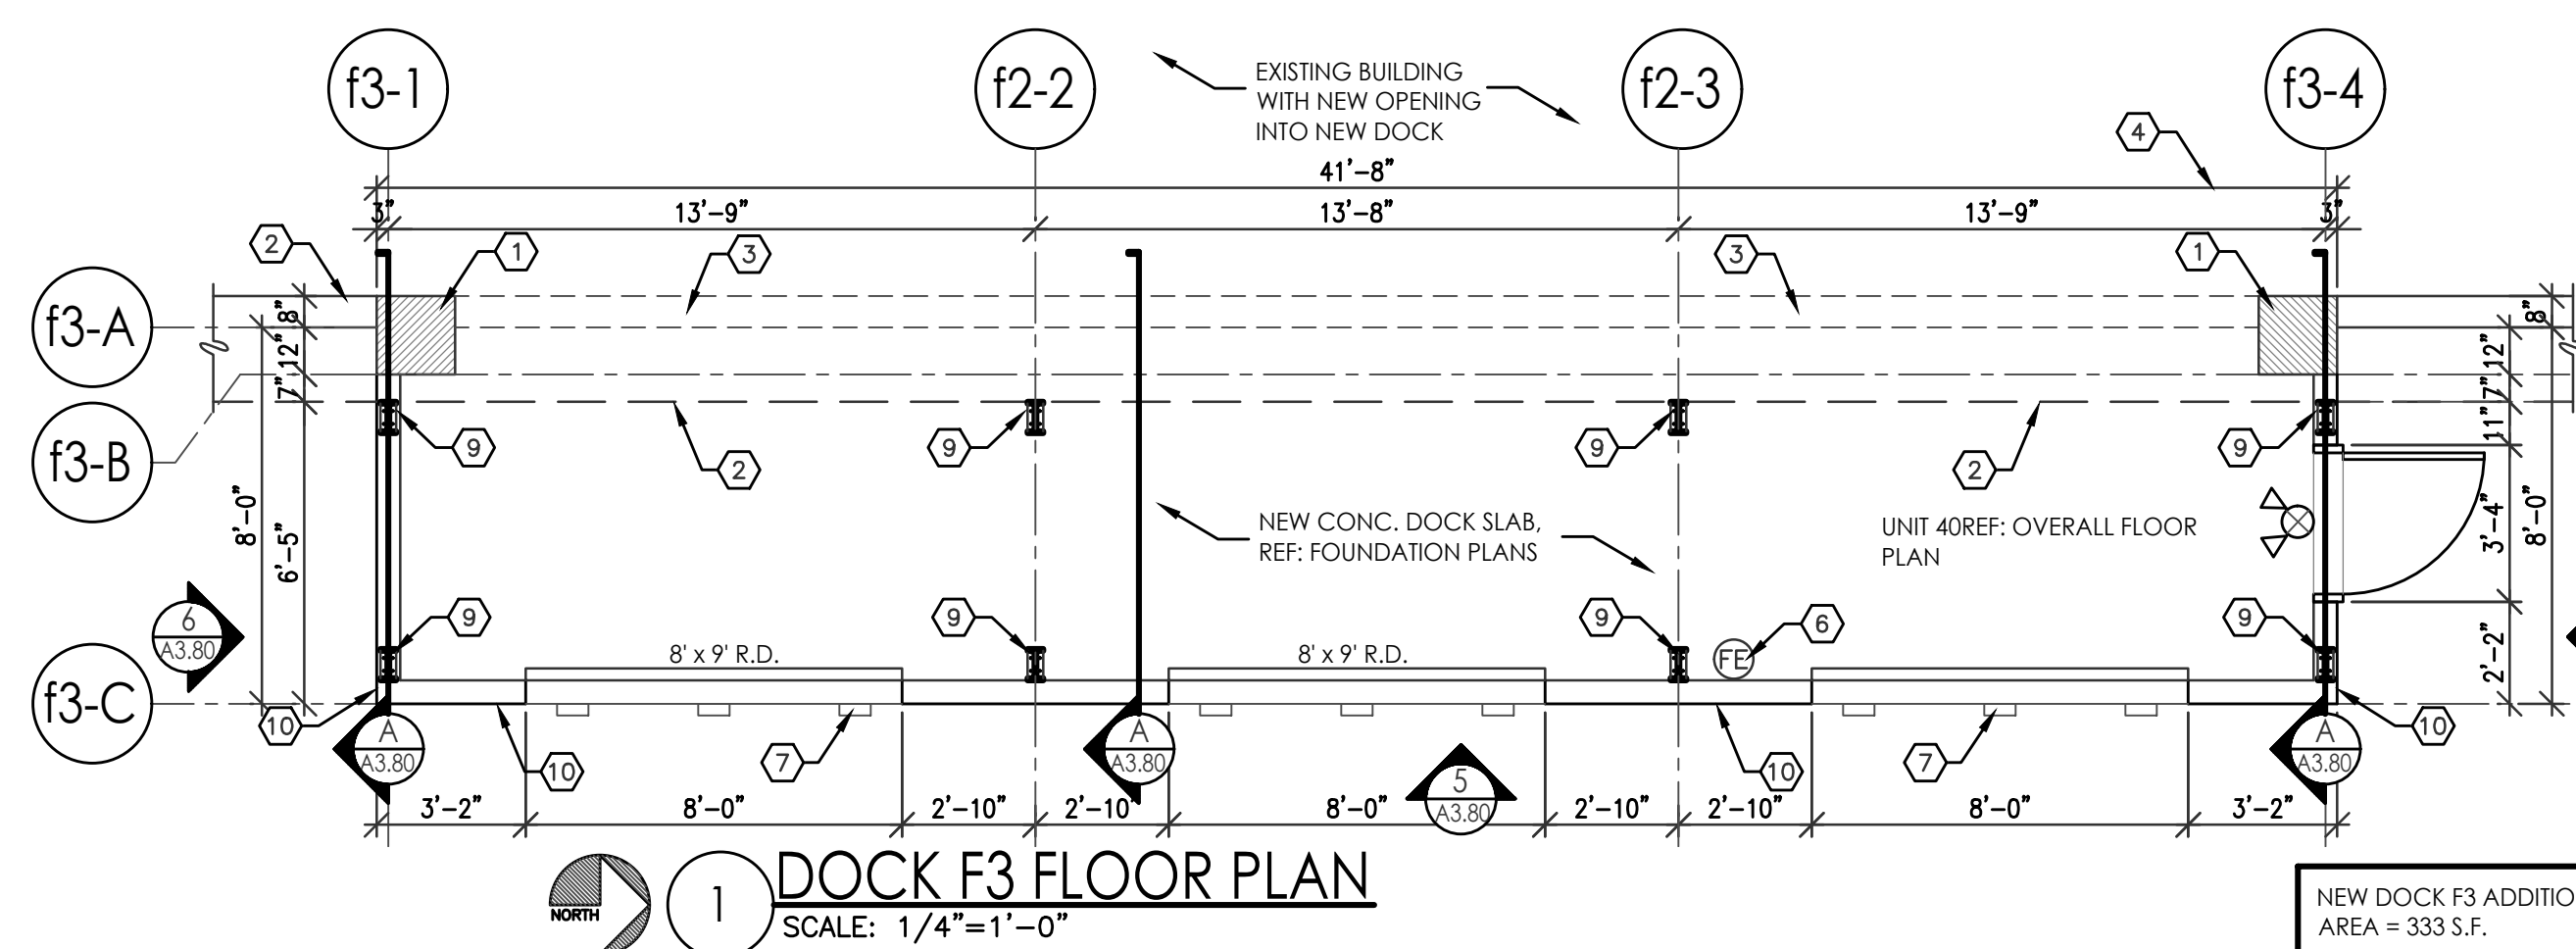 f3-1
f2-2
f2-3
f3-4
EXISTING BUILDING
WITH NEW OPENING
INTO NEW DOCK
4
41'-8"
3"
13'-9"
13'-8"
13'-9"
3"
2
1
3
3
1
f3-A
8"
12"
7"
8"
12"
7"
11"
f3-B
9
9
9
9
2
2
8'-0"
6'-5"
NEW CONC. DOCK SLAB,
REF: FOUNDATION PLANS
UNIT 40REF: OVERALL FLOOR
PLAN
3'-4"
8'-0"
6
A3.80
9
9
9
9
FE
6
8' x 9' R.D.
8' x 9' R.D.
2'-2"
f3-C
10
A
A3.80
10
7
A
A3.80
5
A3.80
10
7
A
A3.80
10
3'-2"
8'-0"
2'-10"
2'-10"
8'-0"
2'-10"
2'-10"
8'-0"
3'-2"
NORTH
1
DOCK F3 FLOOR PLAN
SCALE: 1/4"=1'-0"
NEW DOCK F3 ADDITIO
AREA = 333 S.F.